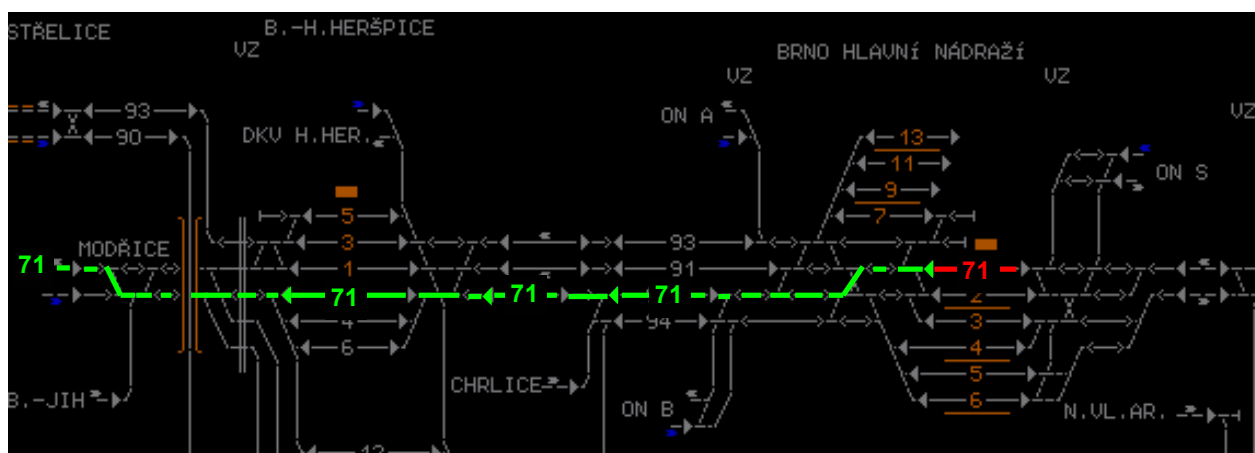 STŘELICE
B.-H.HERŠPICE
VZ
BRNO HLAVNÍ NÁDRAŽÍ
VZ
VZ
VZ
93
ON A
90
DKV H.HER.
13
11
ON S
9
5
7
MODŘICE
3
93
71
1
91
71
71
71
71
2
4
94
3
6
4
CHRLICE
5
B.-JIH
ON B
6
N.VL.AR.
12